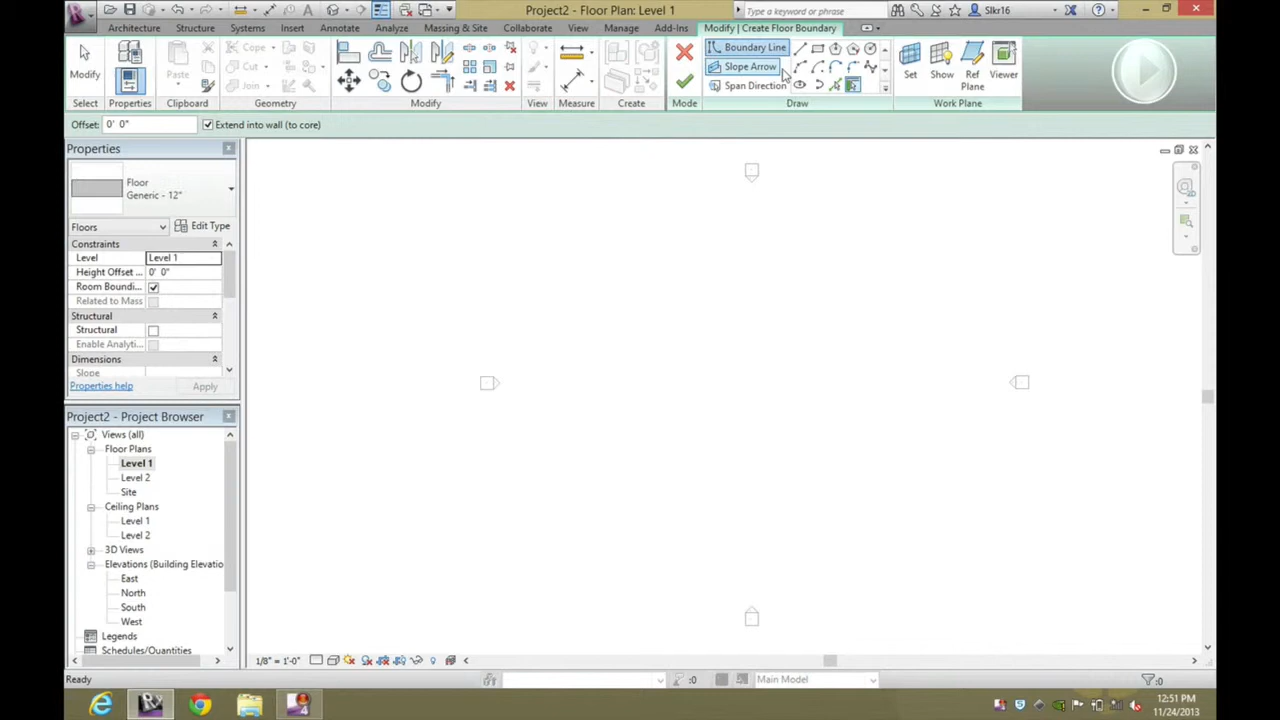 Project2 - Floor Plan: Level 1
Type a keyword or phrase
Slkr16
Architecture
Structure
Systems
Insert
Annotate
Analyze
Massing & Site
Collaborate
View
Manage
Add-Ins
Modify | Create Floor Boundary
Modify
Properties
Paste
Cope
Cut
Join
Boundary Line
Slope Arrow
Span Direction
Set
Show
Ref
Plane
Viewer
Select
Properties
Clipboard
Geometry
Modify
View
Measure
Create
Mode
Draw
Work Plane
Offset: 0' 0"
Extend into wall (to core)
Properties
Floor
Generic - 12"
Floors
Edit Type
Constraints
Level
Level 1
Height Offset ...
0' 0"
Room Boundi...
Related to Mass
Structural
Structural
Enable Analyti...
Dimensions
Slope
Properties help
Apply
Project2 - Project Browser
Views (all)
Floor Plans
Level 1
Level 2
Site
Ceiling Plans
Level 1
Level 2
3D Views
Elevations (Building Elevatio
East
North
South
West
Legends
Schedules/Quantities
1/8" = 1'-0"
Ready
:0
Main Model
:0
12:51 PM
11/24/2013